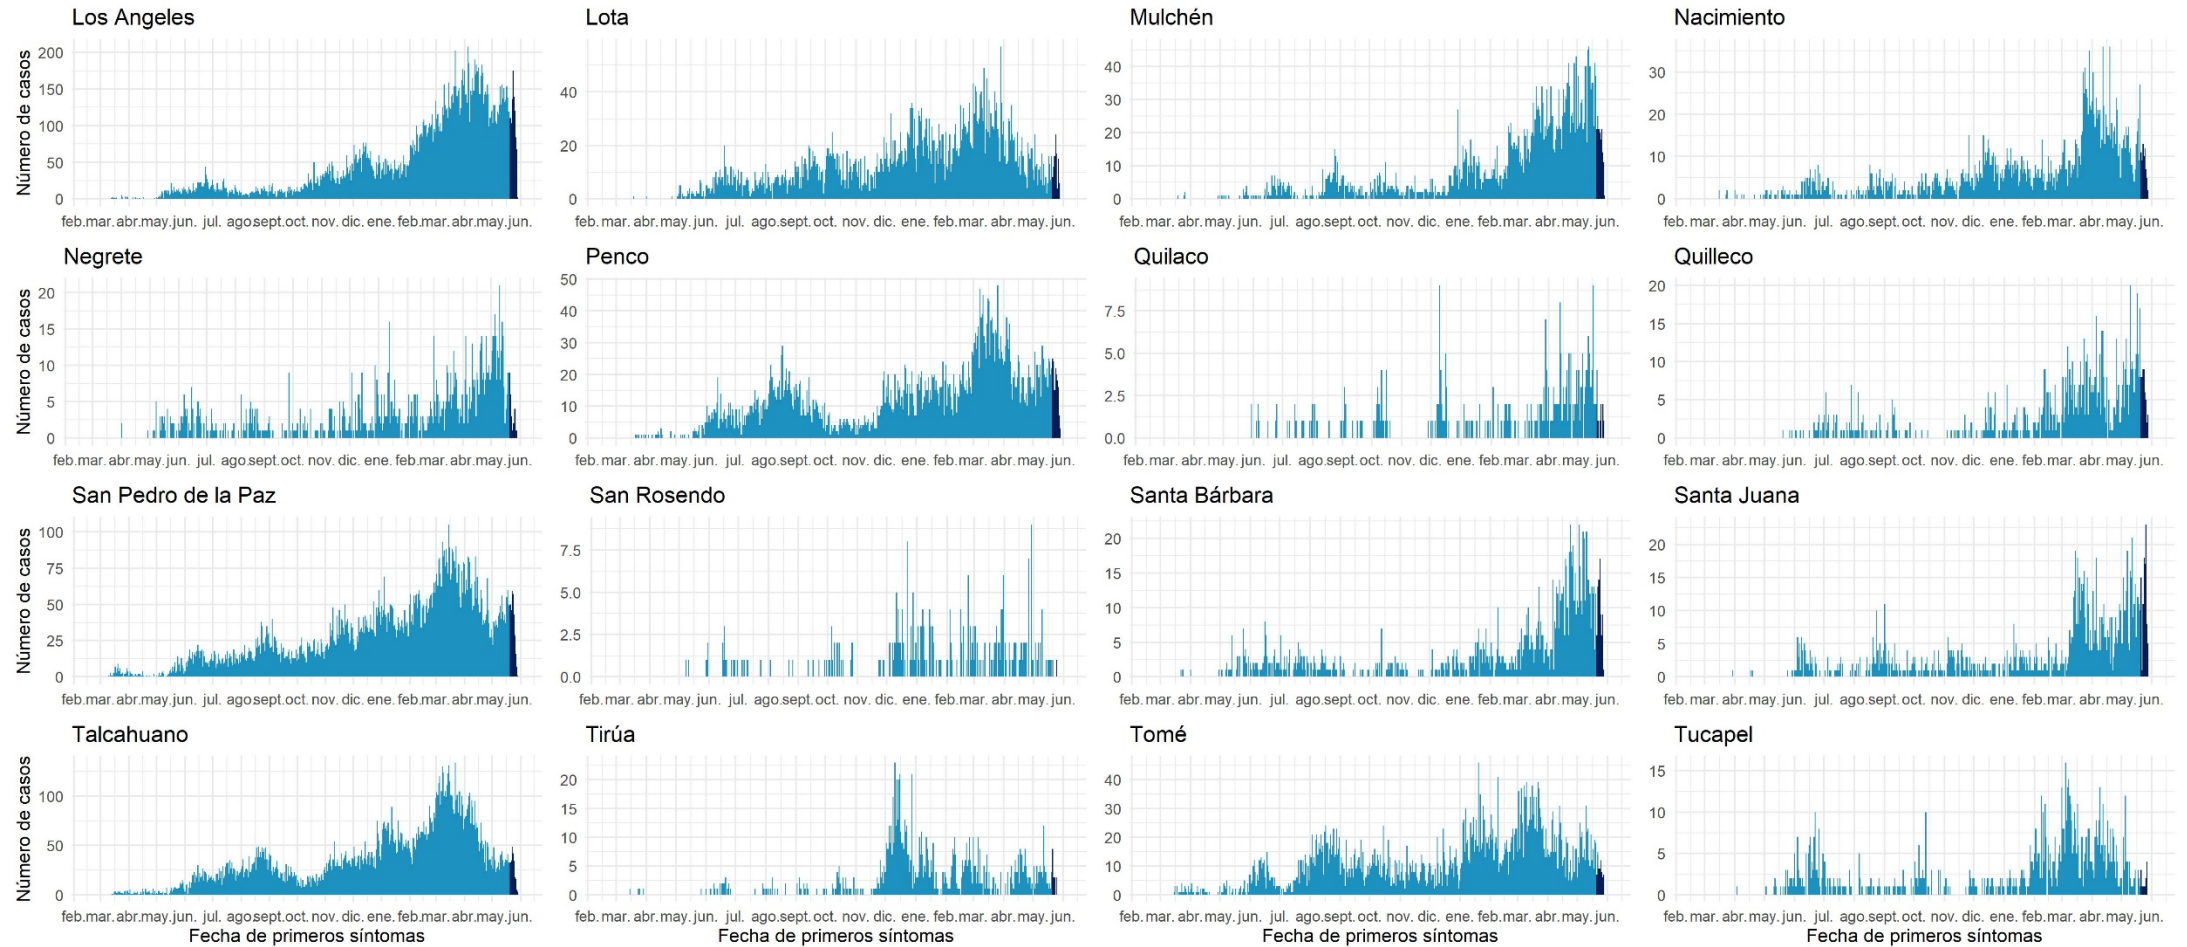 Los Angeles
Lota
Mulchén
Nacimiento
Número de casos
200
150
100
50
0
40
20
0
40
30
20
10
0
30
20
10
0
feb. mar. abr. may. jun. jul. ago. sept. oct. nov. dic. ene. feb. mar. abr. may. jun.
feb. mar. abr. may. jun. jul. ago. sept. oct. nov. dic. ene. feb. mar. abr. may. jun.
feb. mar. abr. may. jun. jul. ago. sept. oct. nov. dic. ene. feb. mar. abr. may. jun.
feb. mar. abr. may. jun. jul. ago. sept. oct. nov. dic. ene. feb. mar. abr. may. jun.
Negrete
Penco
Quilaco
Quilleco
Número de casos
20
15
10
5
0
50
40
30
20
10
0
7.5
5.0
2.5
0.0
20
15
10
5
0
feb. mar. abr. may. jun. jul. ago. sept. oct. nov. dic. ene. feb. mar. abr. may. jun.
feb. mar. abr. may. jun. jul. ago. sept. oct. nov. dic. ene. feb. mar. abr. may. jun.
feb. mar. abr. may. jun. jul. ago. sept. oct. nov. dic. ene. feb. mar. abr. may. jun.
feb. mar. abr. may. jun. jul. ago. sept. oct. nov. dic. ene. feb. mar. abr. may. jun.
San Pedro de la Paz
San Rosendo
Santa Bárbara
Santa Juana
Número de casos
100
75
50
25
0
7.5
5.0
2.5
0.0
20
15
10
5
0
20
15
10
5
0
feb. mar. abr. may. jun. jul. ago. sept. oct. nov. dic. ene. feb. mar. abr. may. jun.
feb. mar. abr. may. jun. jul. ago. sept. oct. nov. dic. ene. feb. mar. abr. may. jun.
feb. mar. abr. may. jun. jul. ago. sept. oct. nov. dic. ene. feb. mar. abr. may. jun.
feb. mar. abr. may. jun. jul. ago. sept. oct. nov. dic. ene. feb. mar. abr. may. jun.
Talcahuano
Tirúa
Tomé
Tucapel
Número de casos
100
50
0
20
15
10
5
0
40
30
20
10
0
15
10
5
0
feb. mar. abr. may. jun. jul. ago. sept. oct. nov. dic. ene. feb. mar. abr. may. jun.
feb. mar. abr. may. jun. jul. ago. sept. oct. nov. dic. ene. feb. mar. abr. may. jun.
feb. mar. abr. may. jun. jul. ago. sept. oct. nov. dic. ene. feb. mar. abr. may. jun.
feb. mar. abr. may. jun. jul. ago. sept. oct. nov. dic. ene. feb. mar. abr. may. jun.
Fecha de primeros síntomas
Fecha de primeros síntomas
Fecha de primeros síntomas
Fecha de primeros síntomas